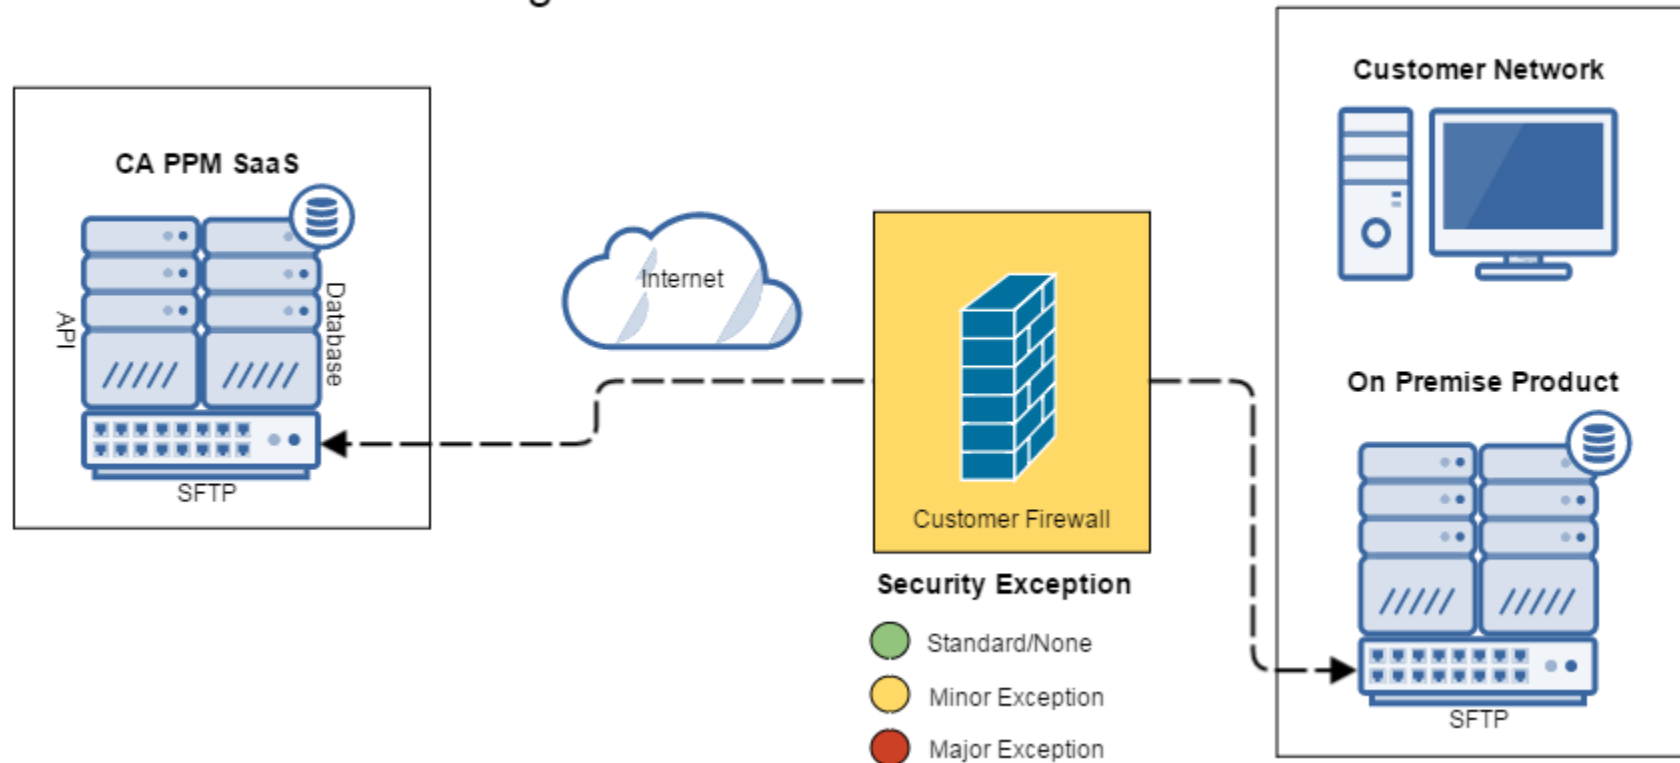 CA PPM SaaS
API
Database
SFTP
Internet
Customer Firewall
Security Exception
Standard/None
Minor Exception
Major Exception
Customer Network
On Premise Product
SFTP